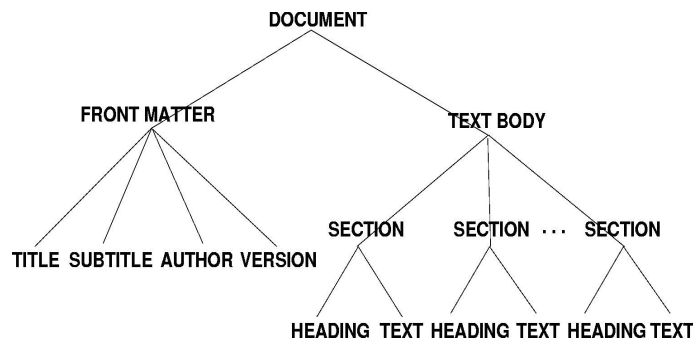 DOCUMENT
FRONT MATTER
TEXT BODY
SECTION SECTION ... SECTION
TITLE SUBTITLE AUTHOR VERSION
HEADING TEXT HEADING TEXT HEADING TEXT